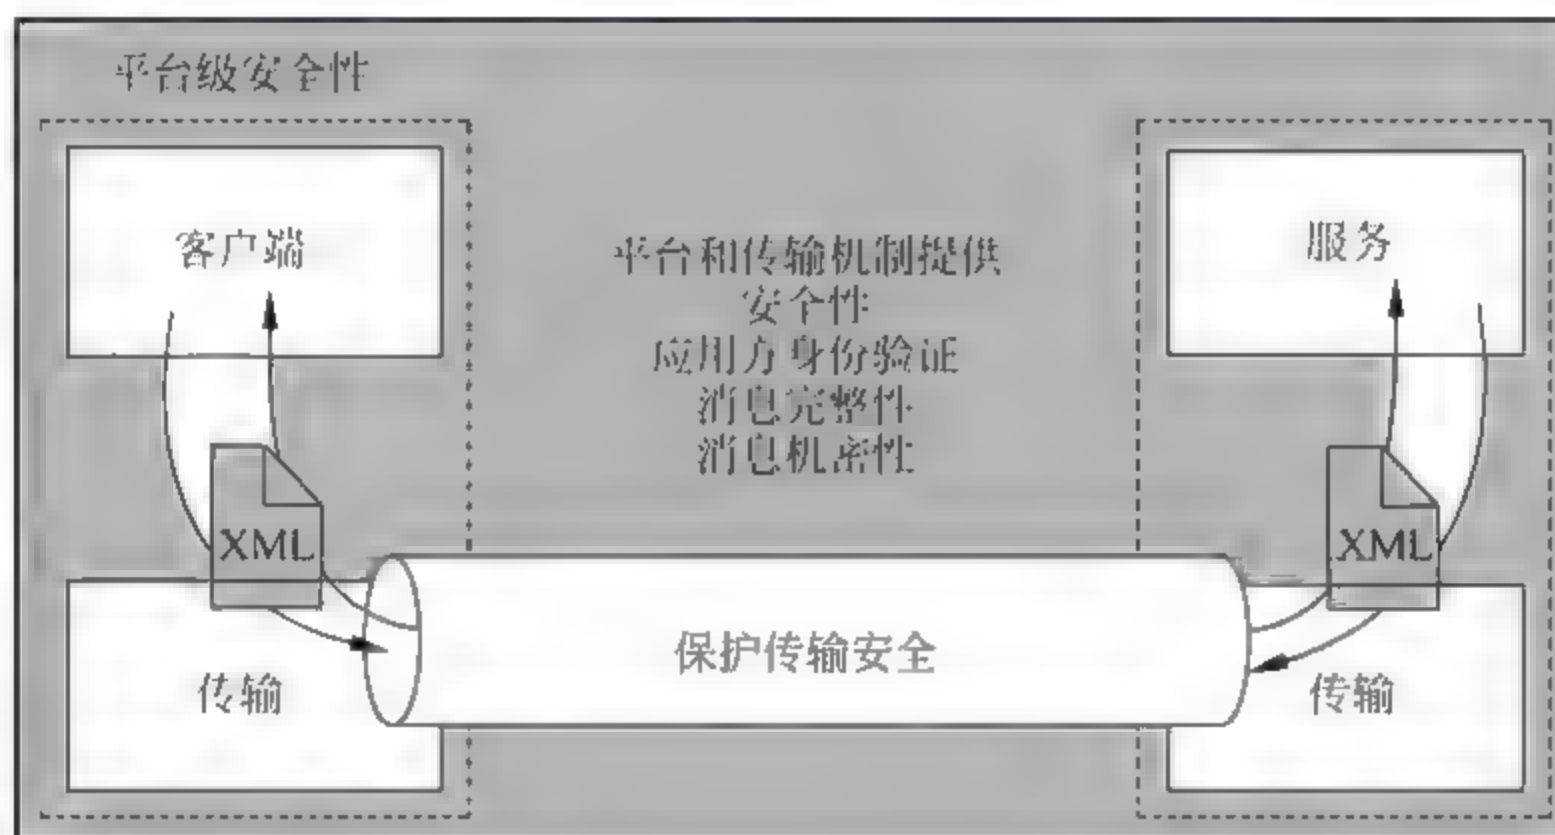 平台级安全性
客户端
服务
平台和传输机制提供
安全性
应用方身份验证
消息完整性
消息机密性
XML
XML
保护传输安全
传输
传输